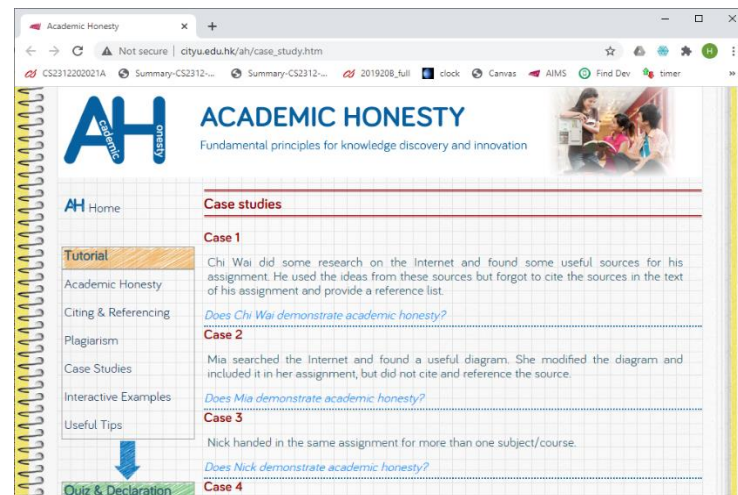 Academic Honesty
Not secure | cityu.edu.hk/ah/case_study.htm
H
CS2312202021A Summary-CS2312-... Summary-CS2312-... 2019208_full clock Canvas AIMS Find Dev timer »
AH
cademic
onesty
ACADEMIC HONESTY
Fundamental principles for knowledge discovery and innovation
AH Home
Tutorial
Academic Honesty
Citing & Referencing
Plagiarism
Case Studies
Interactive Examples
Useful Tips
Quiz & Declaration
Case studies
Case 1
Chi Wai did some research on the Internet and found some useful sources for his
assignment. He used the ideas from these sources but forgot to cite the sources in the text
of his assignment and provide a reference list.
Does Chi Wai demonstrate academic honesty?
Case 2
Mia searched the Internet and found a useful diagram. She modified the diagram and
included it in her assignment, but did not cite and reference the source.
Does Mia demonstrate academic honesty?
Case 3
Nick handed in the same assignment for more than one subject/course.
Does Nick demonstrate academic honesty?
Case 4